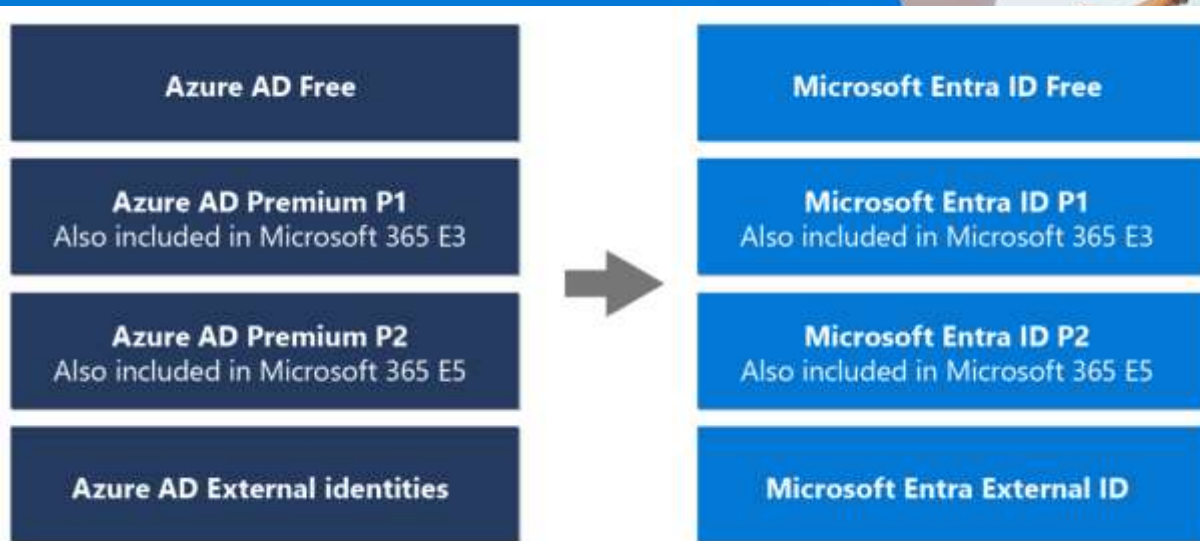 Azure AD Free
Azure AD Premium P1
Also included in Microsoft 365 E3
Azure AD Premium P2
Also included in Microsoft 365 E5
Azure AD External identities
Microsoft Entra ID Free
Microsoft Entra ID P1
Also included in Microsoft 365 E3
Microsoft Entra ID P2
Also included in Microsoft 365 E5
Microsoft Entra External ID